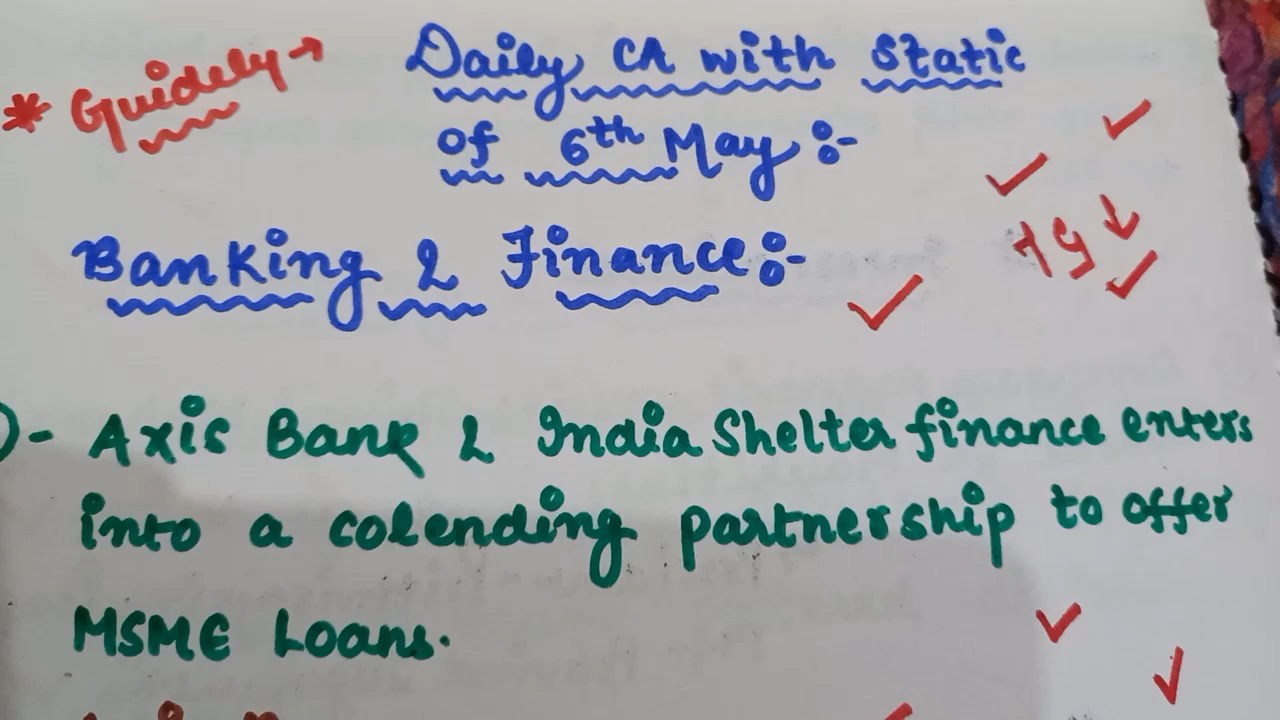 * Guidely → Daily CA with Static
of 6th May :-
Banking & Finance :-
)- Axis Bank & India Shelter finance enters
into a colending partnership to offer
MSME Loans.